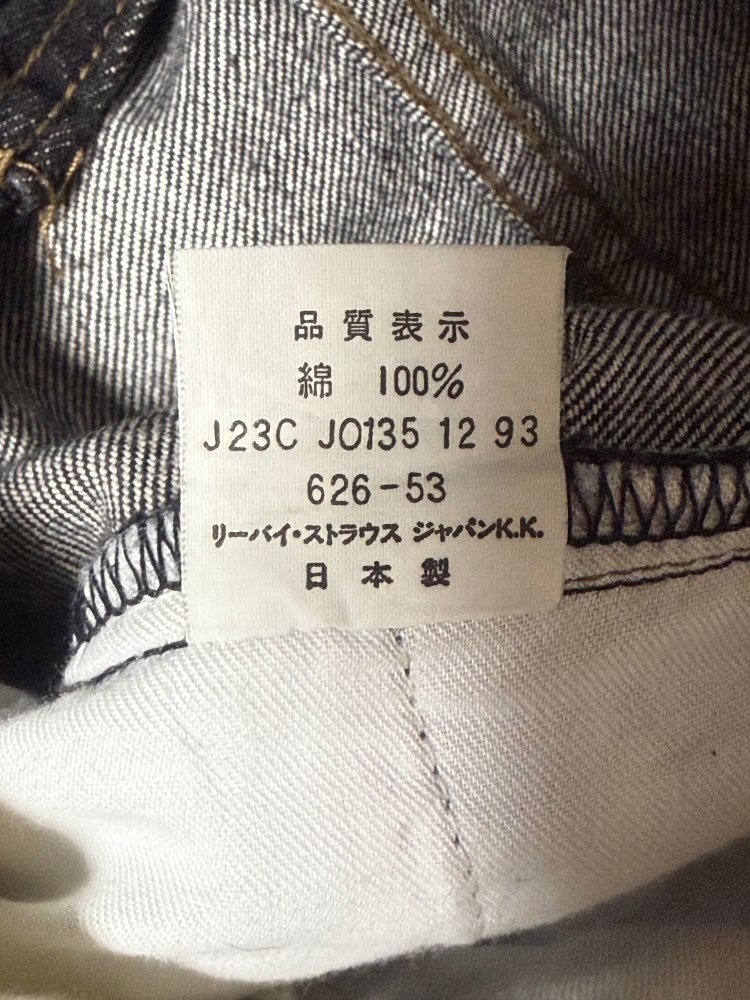 品質表示
綿 100%
J23C JO135 12 93
626-53
リーバイ・ストラウス ジャパンK.K.
日本製